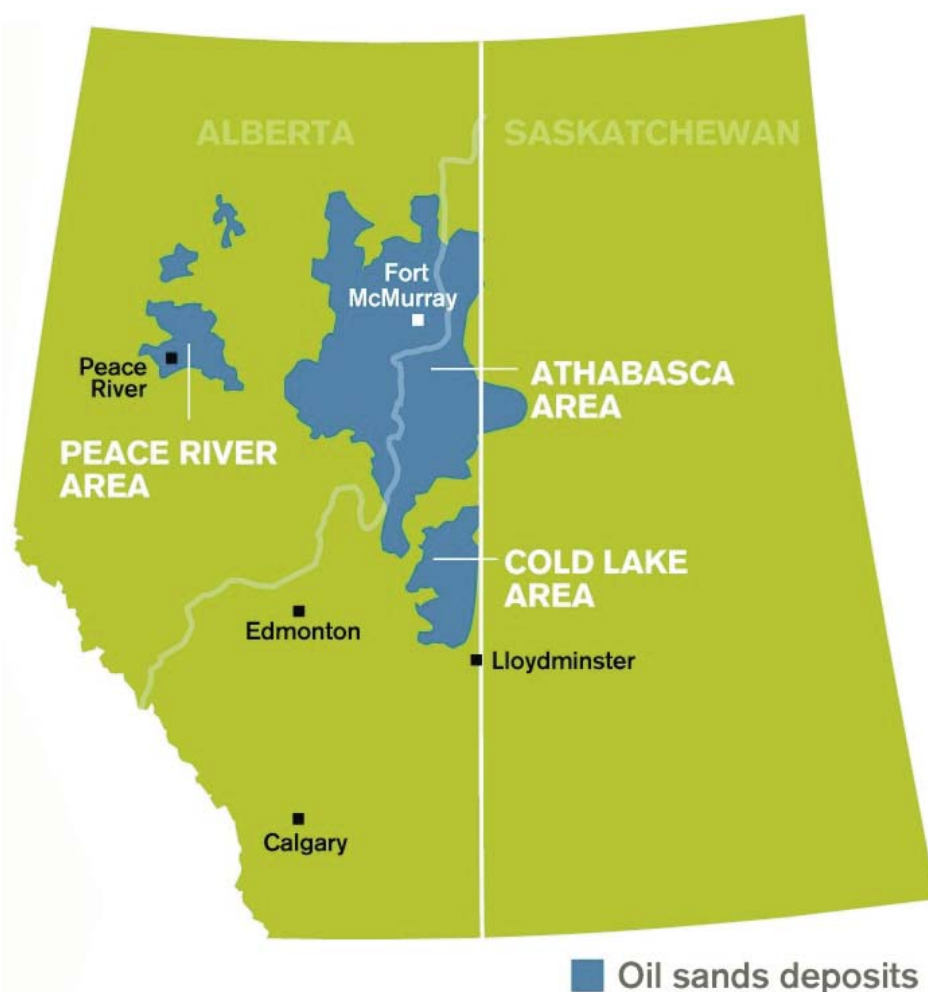 ALBERTA
SASKATCHEWAN
Fort
McMurray
Peace
River
ATHABASCA
AREA
PEACE RIVER
AREA
COLD LAKE
AREA
Edmonton
Lloydminster
Calgary
Oil sands deposits